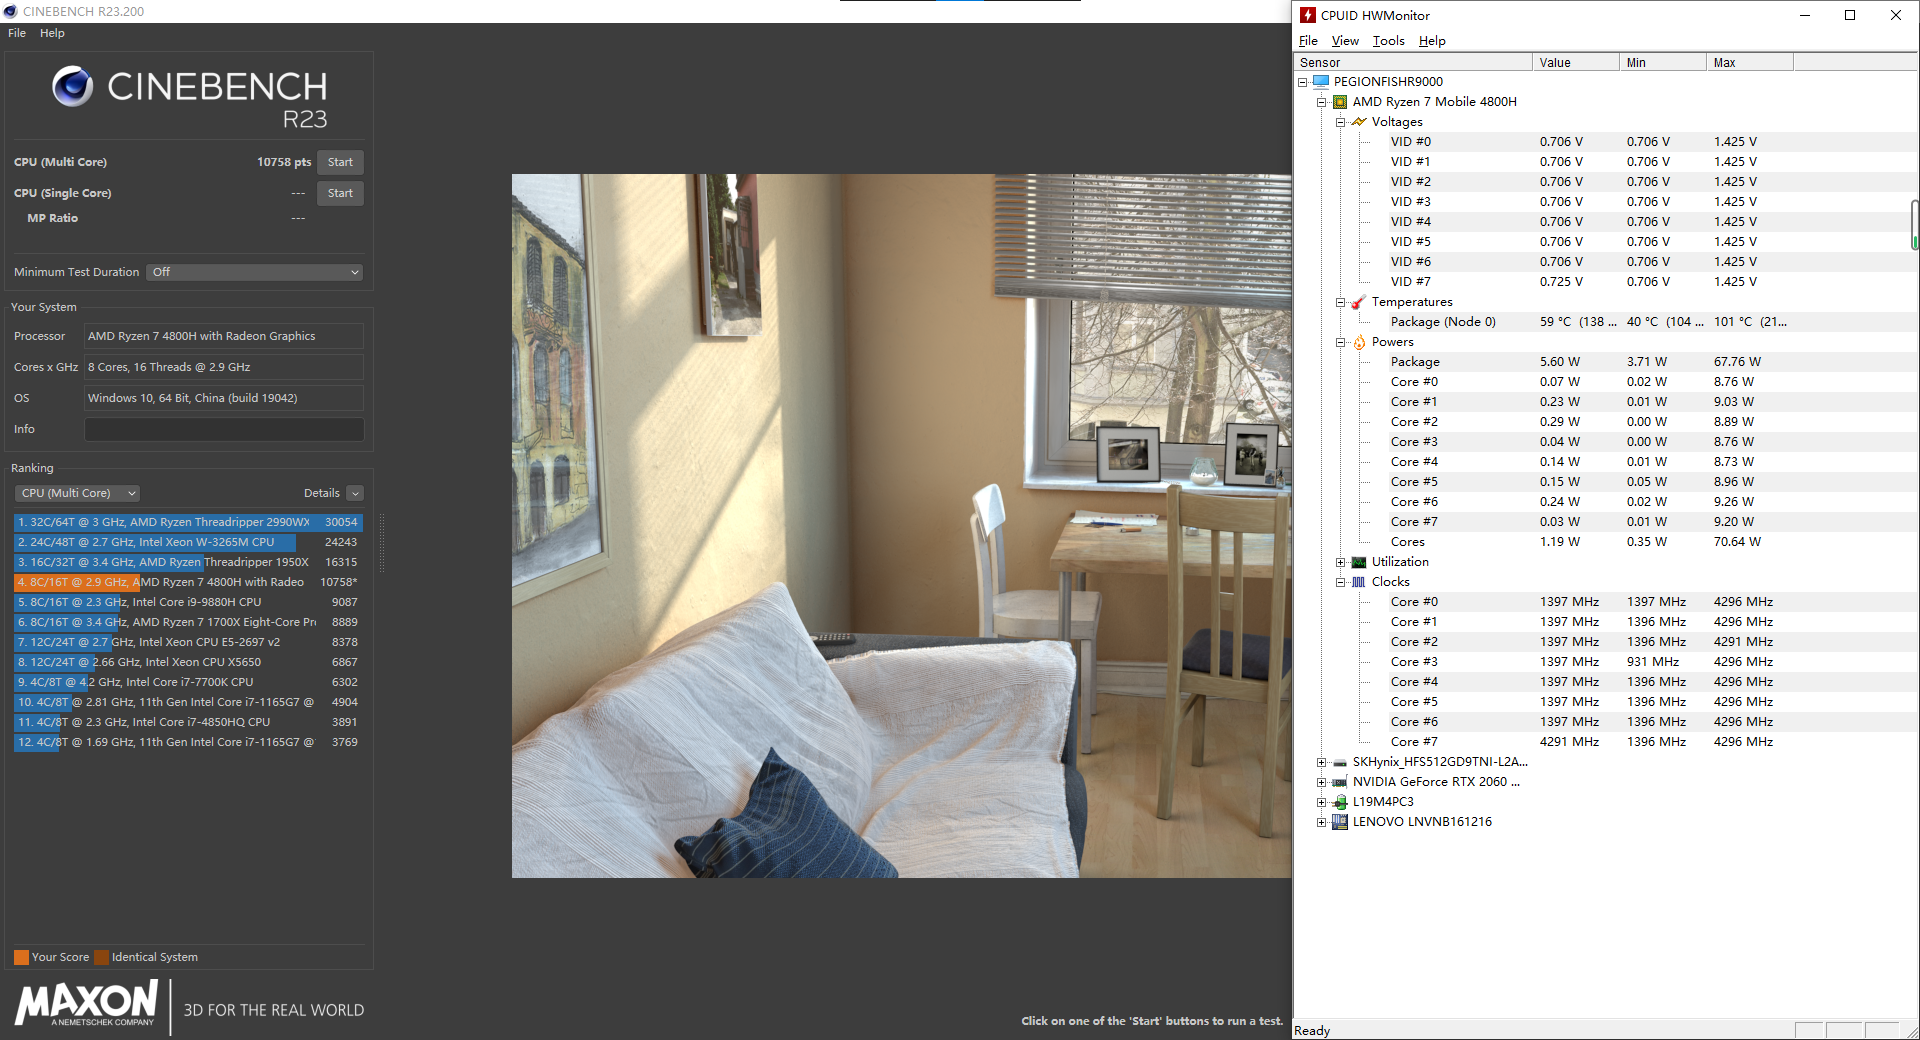 CINEBENCH R23.200
File Help
CINEBENCH
R23
CPU (Multi Core) 10758 pts Start
CPU (Single Core) --- Start
MP Ratio ---
Minimum Test Duration Off
Your System
Processor AMD Ryzen 7 4800H with Radeon Graphics
Cores x GHz 8 Cores, 16 Threads @ 2.9 GHz
OS Windows 10, 64 Bit, China (build 19042)
Info
Ranking
CPU (Multi Core) Details
1. 32C/64T @ 3 GHz, AMD Ryzen Threadripper 2990WX 30054
2. 24C/48T @ 2.7 GHz, Intel Xeon W-3265M CPU 24243
3. 16C/32T @ 3.4 GHz, AMD Ryzen Threadripper 1950X 16315
4. 8C/16T @ 2.9 GHz, AMD Ryzen 7 4800H with Radeo 10758*
5. 8C/16T @ 2.3 GHz, Intel Core i9-9880H CPU 9087
6. 8C/16T @ 3.4 GHz, AMD Ryzen 7 1700X Eight-Core Pr 8889
7. 12C/24T @ 2.7 GHz, Intel Xeon CPU E5-2697 v2 8378
8. 12C/24T @ 2.66 GHz, Intel Xeon CPU X5650 6867
9. 4C/8T @ 4.2 GHz, Intel Core i7-7700K CPU 6302
10. 4C/8T @ 2.81 GHz, 11th Gen Intel Core i7-1165G7 @ 4904
11. 4C/8T @ 2.3 GHz, Intel Core i7-4850HQ CPU 3891
12. 4C/8T @ 1.69 GHz, 11th Gen Intel Core i7-1165G7 @ 3769
Your Score Identical System
MAXON
A NEMETSCHEK COMPANY
3D FOR THE REAL WORLD
Click on one of the 'Start' buttons to run a test.
CPUID HWMonitor
File View Tools Help
Sensor Value Min Max
PEGIONFISHR9000
AMD Ryzen 7 Mobile 4800H
Voltages
VID #0 0.706 V 0.706 V 1.425 V
VID #1 0.706 V 0.706 V 1.425 V
VID #2 0.706 V 0.706 V 1.425 V
VID #3 0.706 V 0.706 V 1.425 V
VID #4 0.706 V 0.706 V 1.425 V
VID #5 0.706 V 0.706 V 1.425 V
VID #6 0.706 V 0.706 V 1.425 V
VID #7 0.725 V 0.706 V 1.425 V
Temperatures
Package (Node 0) 59 °C (138 ... 40 °C (104 ... 101 °C (21...
Powers
Package 5.60 W 3.71 W 67.76 W
Core #0 0.07 W 0.02 W 8.76 W
Core #1 0.23 W 0.01 W 9.03 W
Core #2 0.29 W 0.00 W 8.89 W
Core #3 0.04 W 0.00 W 8.76 W
Core #4 0.14 W 0.01 W 8.73 W
Core #5 0.15 W 0.05 W 8.96 W
Core #6 0.24 W 0.02 W 9.26 W
Core #7 0.03 W 0.01 W 9.20 W
Cores 1.19 W 0.35 W 70.64 W
Utilization
Clocks
Core #0 1397 MHz 1397 MHz 4296 MHz
Core #1 1397 MHz 1396 MHz 4296 MHz
Core #2 1397 MHz 1396 MHz 4291 MHz
Core #3 1397 MHz 931 MHz 4296 MHz
Core #4 1397 MHz 1396 MHz 4296 MHz
Core #5 1397 MHz 1396 MHz 4296 MHz
Core #6 1397 MHz 1396 MHz 4296 MHz
Core #7 4291 MHz 1396 MHz 4296 MHz
SKHynix_HFS512GD9TNI-L2A...
NVIDIA GeForce RTX 2060 ...
L19M4PC3
LENOVO LNVNB161216
Ready